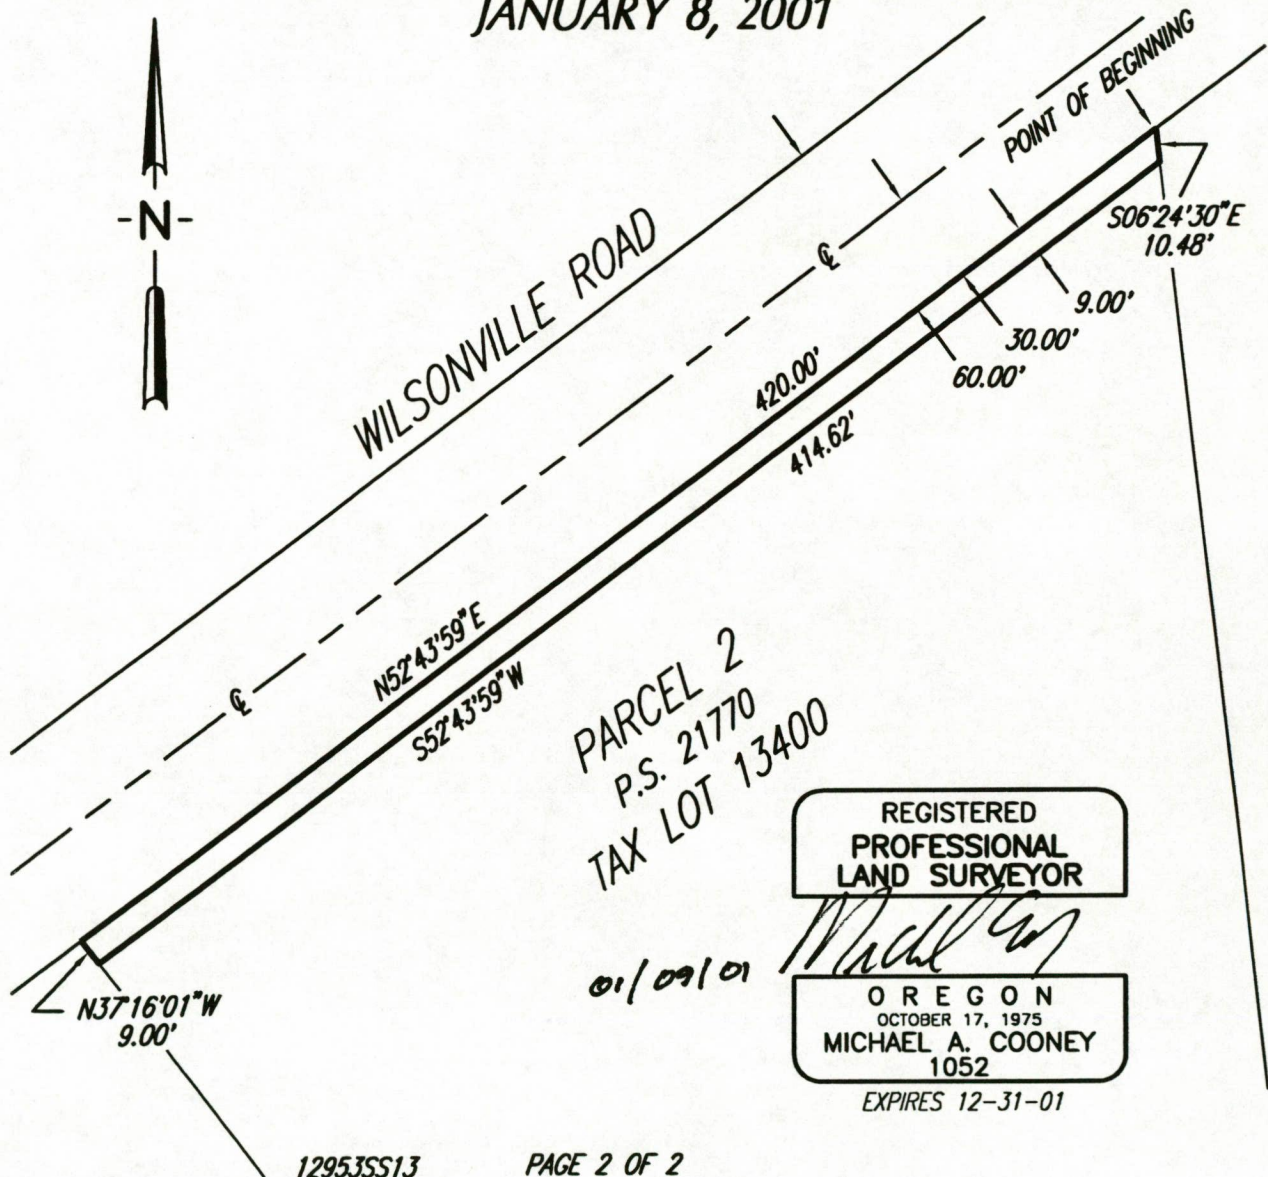 JANUARY 8, 2001
-N-
WILSONVILLE ROAD
POINT OF BEGINNING
S06°24'30"E
10.48'
℄
9.00'
30.00'
60.00'
420.00'
414.62'
N52°43'59"E
S52°43'59"W
℄
PARCEL 2
P.S. 21770
TAX LOT 13400
N37°16'01"W
9.00'
01/09/01
REGISTERED
PROFESSIONAL
LAND SURVEYOR
OREGON
OCTOBER 17, 1975
MICHAEL A. COONEY
1052
EXPIRES 12-31-01
12953SS13 PAGE 2 OF 2